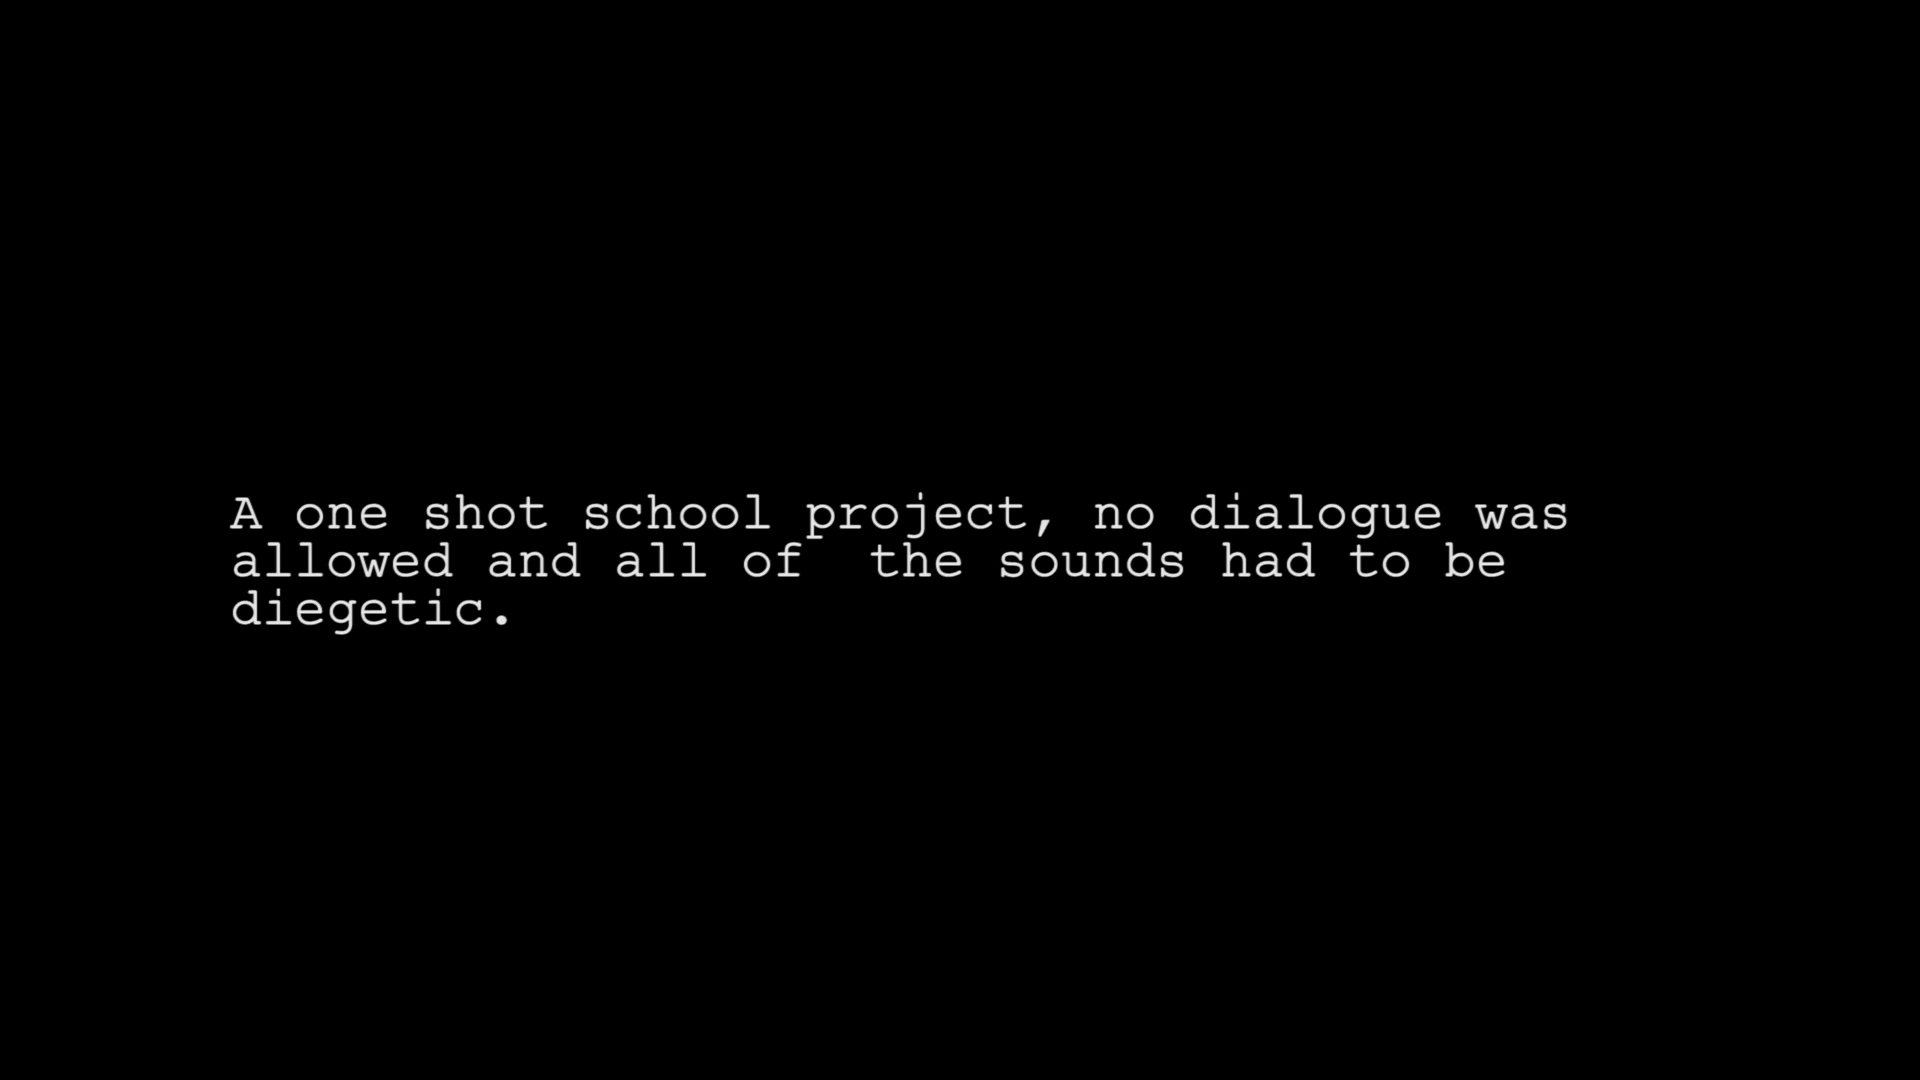 A one shot school project, no dialogue was
allowed and all of  the sounds had to be
diegetic.